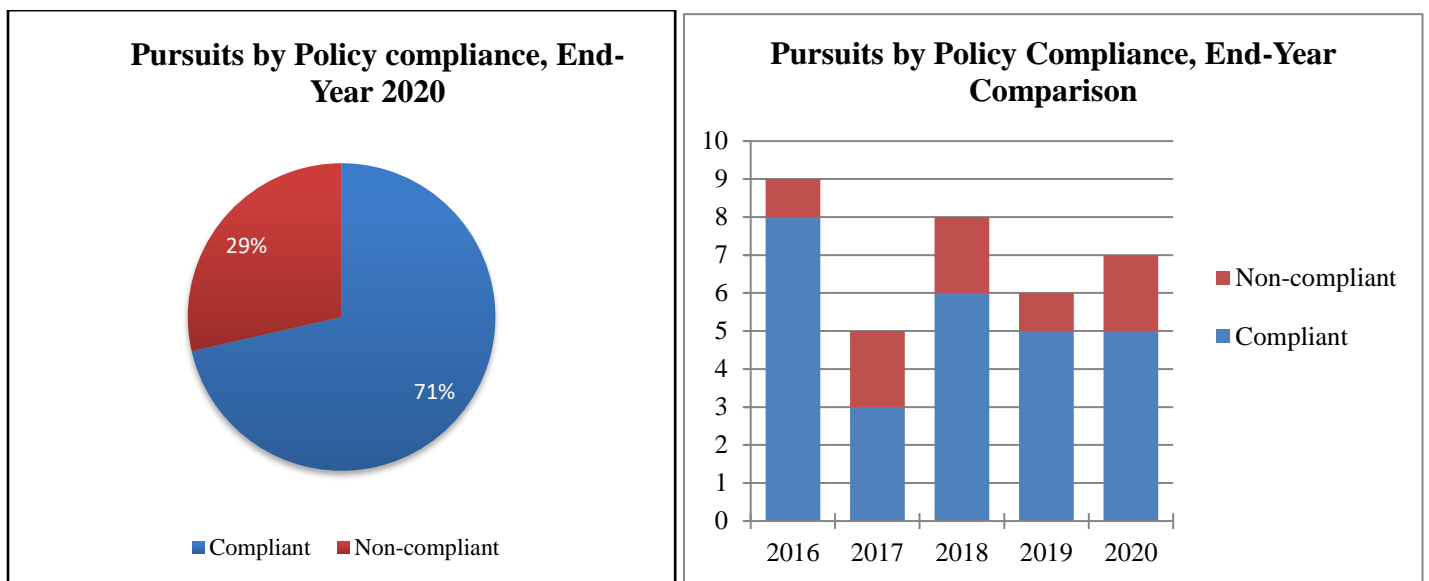 Pursuits by Policy compliance, End-
Year 2020
29%
71%
Compliant Non-compliant
Pursuits by Policy Compliance, End-Year
Comparison
10
9
8
7
6
5
4
3
2
1
0
2016 2017 2018 2019 2020
Non-compliant
Compliant